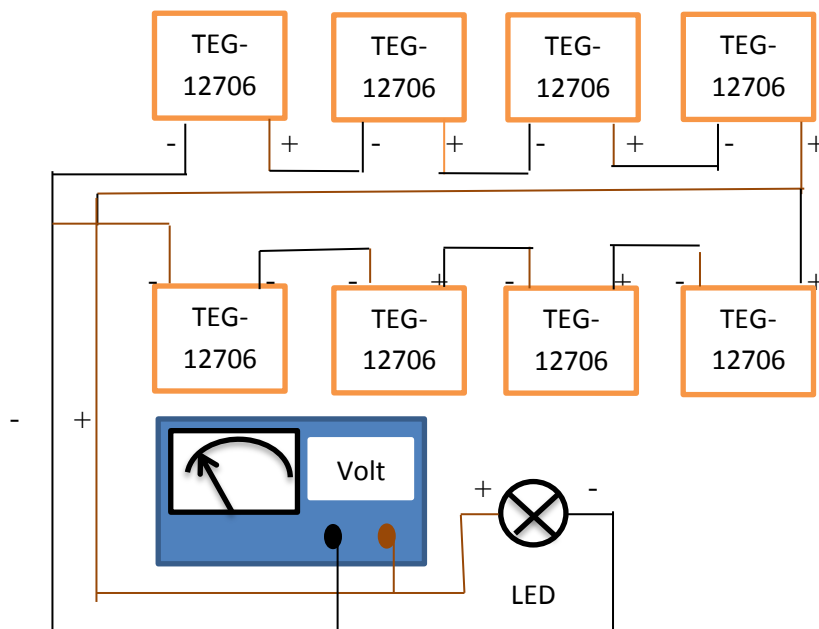 TEG-
12706
TEG-
12706
TEG-
12706
TEG-
12706
- + - + - + - +
- - - + - + - +
TEG-
12706
TEG-
12706
TEG-
12706
TEG-
12706
- +
Volt
+ -
LED